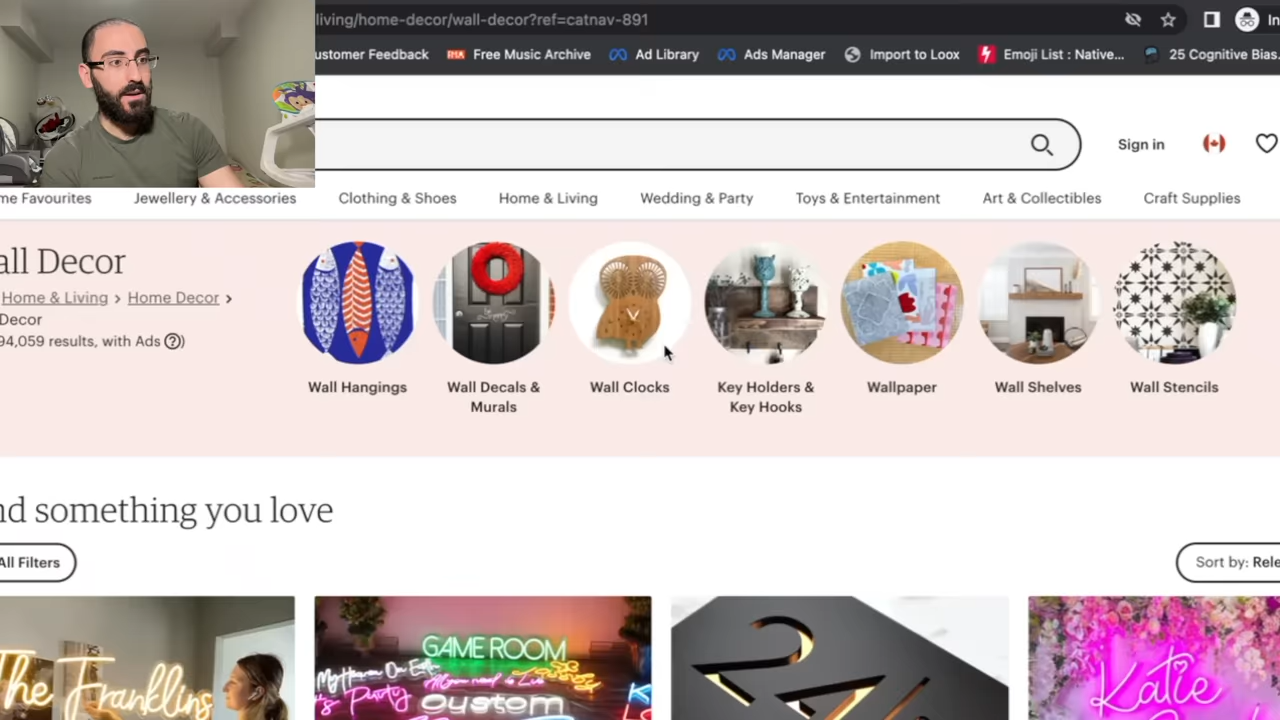 living/home-decor/wall-decor?ref=catnav-891
In
ustomer Feedback
Free Music Archive
Ad Library
Ads Manager
Import to Loox
Emoji List : Native...
25 Cognitive Bias.
Sign in
me Favourites
Jewellery & Accessories
Clothing & Shoes
Home & Living
Wedding & Party
Toys & Entertainment
Art & Collectibles
Craft Supplies
all Decor
Home & Living > Home Decor >
Decor
94,059 results, with Ads ?)
Wall Hangings
Wall Decals &
Murals
Wall Clocks
Key Holders &
Key Hooks
Wallpaper
Wall Shelves
Wall Stencils
nd something you love
All Filters
Sort by: Rele
The Franklins
GAME ROOM
Party
custom
24
Katie